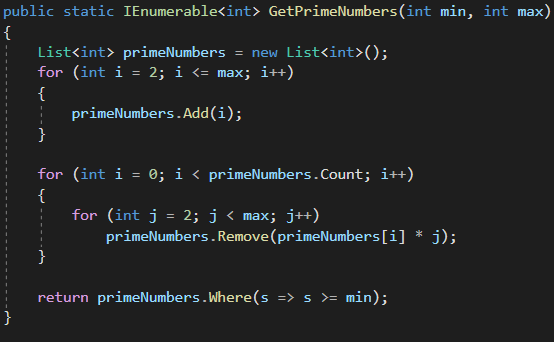 public static IEnumerable<int> GetPrimeNumbers(int min, int max)
{
    List<int> primeNumbers = new List<int>();
    for (int i = 2; i <= max; i++)
    {
        primeNumbers.Add(i);
    }

    for (int i = 0; i < primeNumbers.Count; i++)
    {
        for (int j = 2; j < max; j++)
            primeNumbers.Remove(primeNumbers[i] * j);
    }

    return primeNumbers.Where(s => s >= min);
}